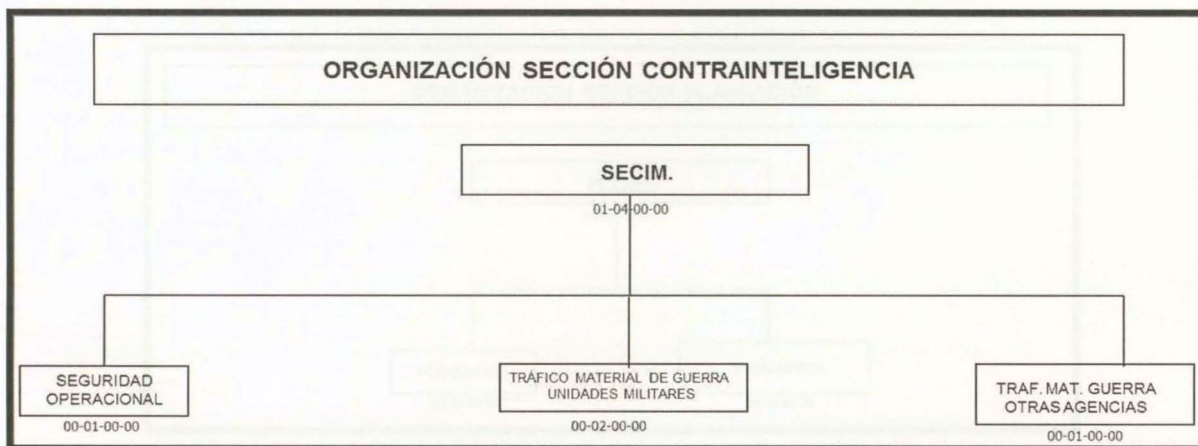 ORGANIZACIÓN SECCIÓN CONTRAINTELIGENCIA
SECIM.
01-04-00-00
SEGURIDAD
OPERACIONAL
00-01-00-00
TRÁFICO MATERIAL DE GUERRA
UNIDADES MILITARES
00-02-00-00
TRAF. MAT. GUERRA
OTRAS AGENCIAS
00-01-00-00